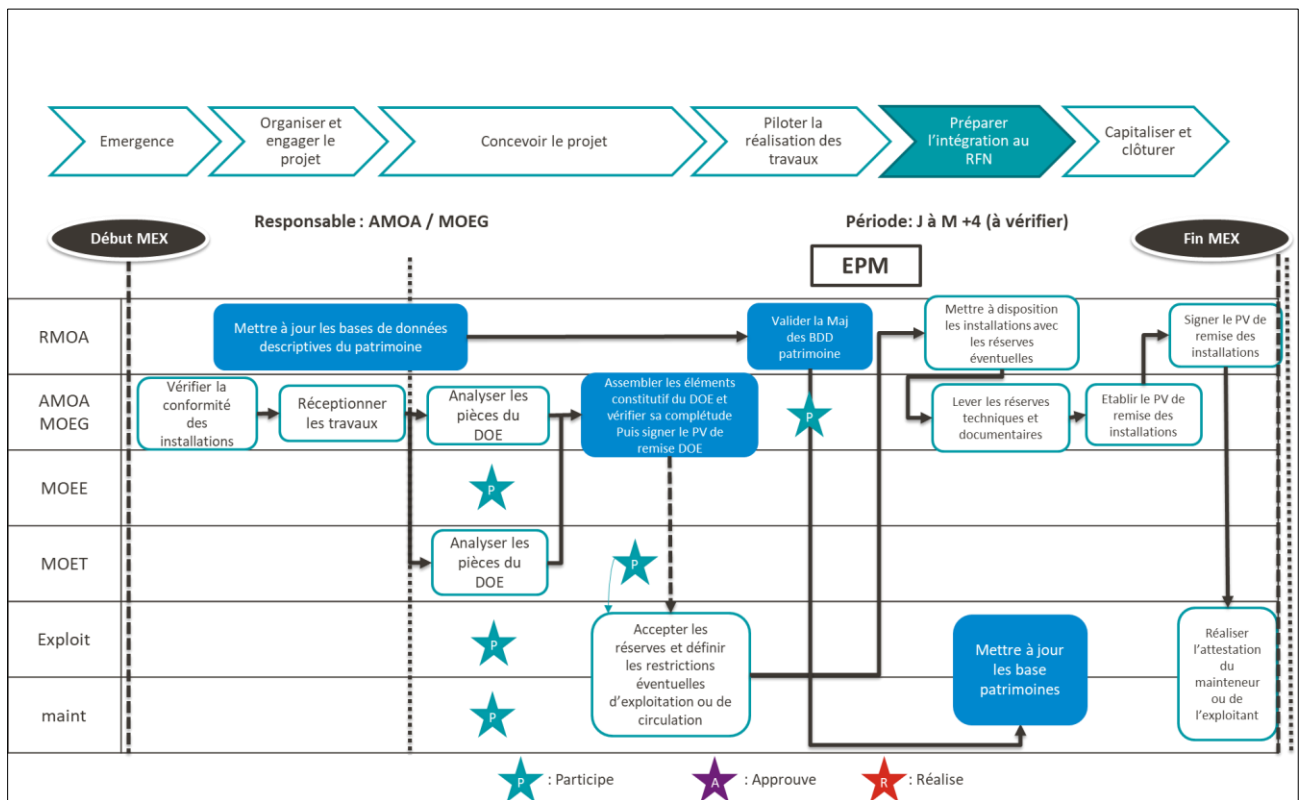 Emergence
Organiser et
engager le
projet
Concevoir le projet
Piloter la
réalisation des
travaux
Préparer
l'intégration au
RFN
Capitaliser et
clôturer
Responsable : AMOA / MOEG
Période: J à M +4 (à vérifier)
Début MEX
Fin MEX
EPM
RMOA
Mettre à jour les bases de données
descriptives du patrimoine
Valider la Maj
des BDD
patrimoine
Mettre à disposition
les installations avec
les réserves
éventuelles
Signer le PV de
remise des
installations
AMOA
MOEG
Vérifier la
conformité
des
installations
Réceptionner
les travaux
Analyser les
pièces du
DOE
Assembler les éléments
constitutif du DOE et
vérifier sa complétude
Puis signer le PV de
remise DOE
P
Lever les réserves
techniques et
documentaires
Etablir le PV de
remise des
installations
MOEE
P
MOET
Analyser les
pièces du
DOE
P
Exploit
P
Accepter les
réserves et définir
les restrictions
éventuelles
d'exploitation ou de
circulation
Mettre à jour
les base
patrimoines
Réaliser
l'attestation
du
mainteneur
ou de
l'exploitant
maint
P
P : Participe
A : Approuve
R : Réalise